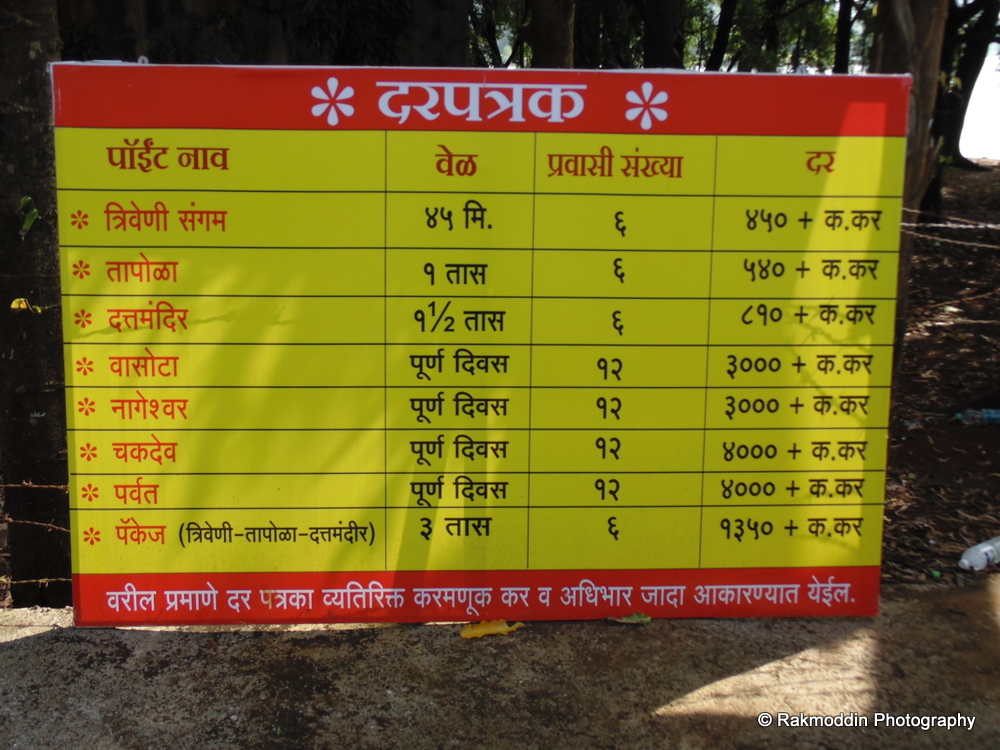 * दरपत्रक *
पॉईंट नाव वेळ प्रवासी संख्या दर
* त्रिवेणी संगम ४५ मि. ६ ४५० + क.कर
* तापोळा १ तास ६ ५४० + क.कर
* दत्तमंदिर १½ तास ६ ८१० + क.कर
* वासोटा पूर्ण दिवस १२ ३००० + क.कर
* नागेश्वर पूर्ण दिवस १२ ३००० + क.कर
* चकदेव पूर्ण दिवस १२ ४००० + क.कर
* पर्वत पूर्ण दिवस १२ ४००० + क.कर
* पॅकेज (त्रिवेणी-तापोळा-दत्तमंदीर) ३ तास ६ १३५० + क.कर
वरील प्रमाणे दर पत्रका व्यतिरिक्त करमणूक कर व अधिभार जादा आकारण्यात येईल.
© Rakmoddin Photography